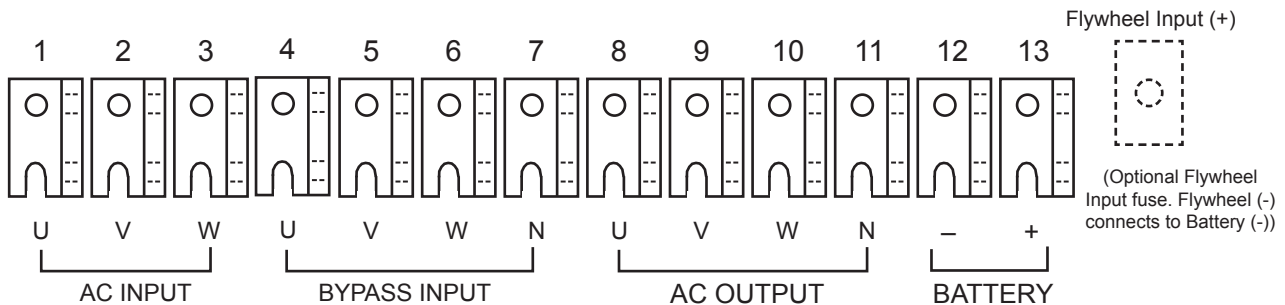 Flywheel Input (+)
1 2 3 4 5 6 7 8 9 10 11 12 13
(Optional Flywheel
Input fuse. Flywheel (-)
connects to Battery (-))
U V W U V W N U V W N – +
AC INPUT BYPASS INPUT AC OUTPUT BATTERY